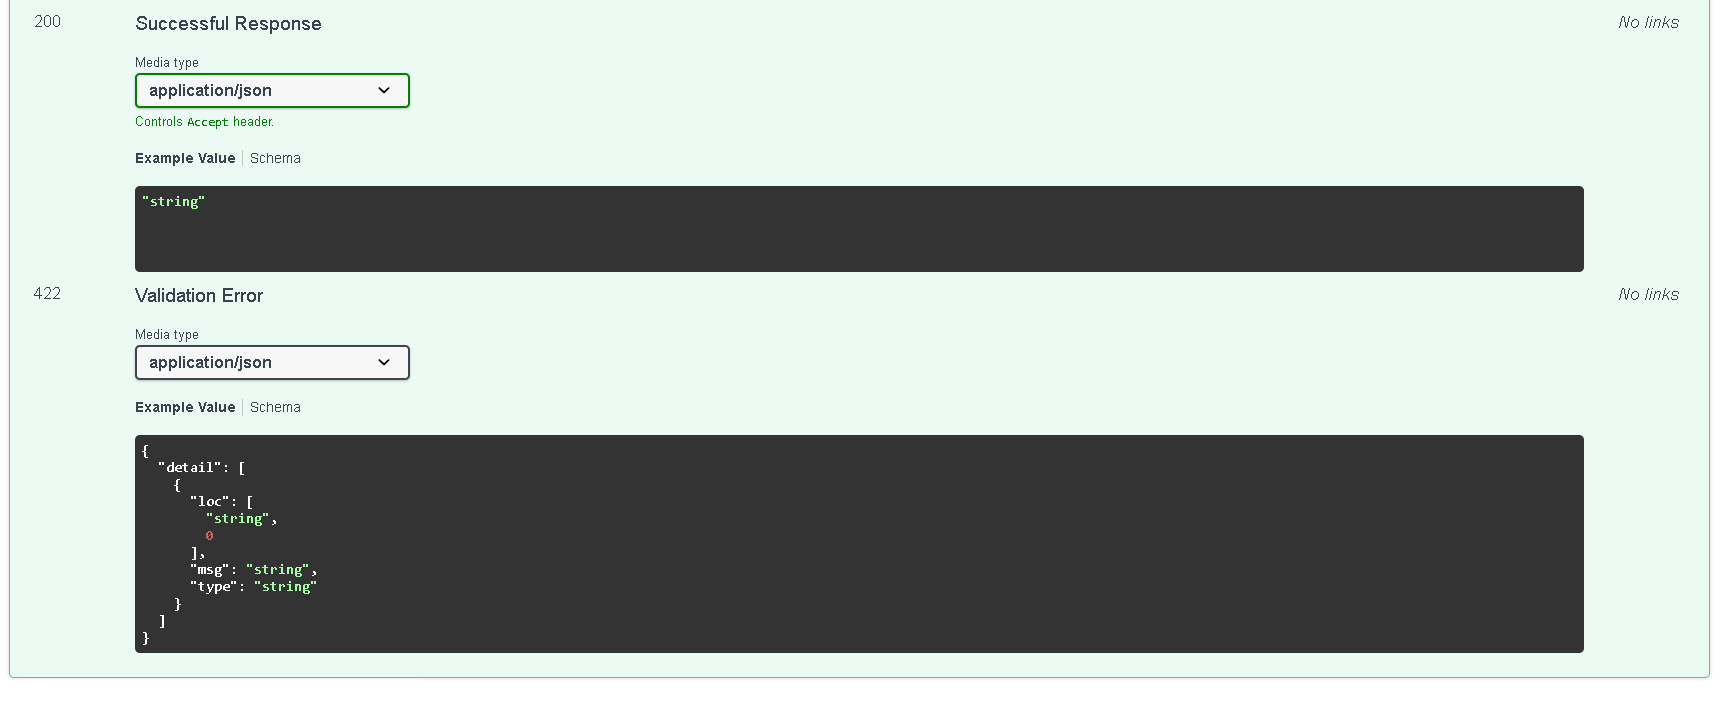 200 Successful Response No links
Media type
application/json
Controls Accept header.
Example Value Schema
"string"
422 Validation Error No links
Media type
application/json
Example Value Schema
{
  "detail": [
    {
      "loc": [
        "string",
        0
      ],
      "msg": "string",
      "type": "string"
    }
  ]
}